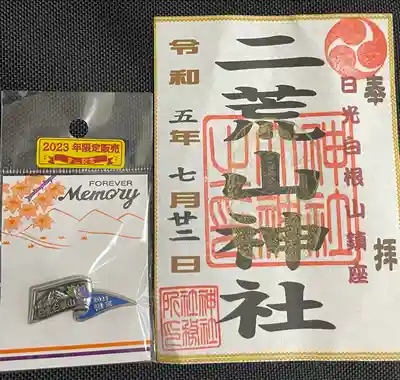 奉拝
日光白根山鎮座
二荒山神社
令和五年七月廿二日
2023年限定販売
FOREVER
Memory